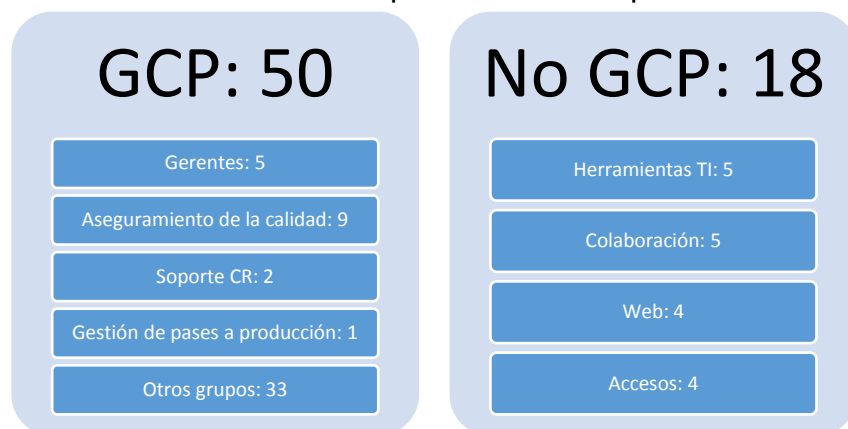 GCP: 50
Gerentes: 5
Aseguramiento de la calidad: 9
Soporte CR: 2
Gestión de pases a producción: 1
Otros grupos: 33
No GCP: 18
Herramientas TI: 5
Colaboración: 5
Web: 4
Accesos: 4